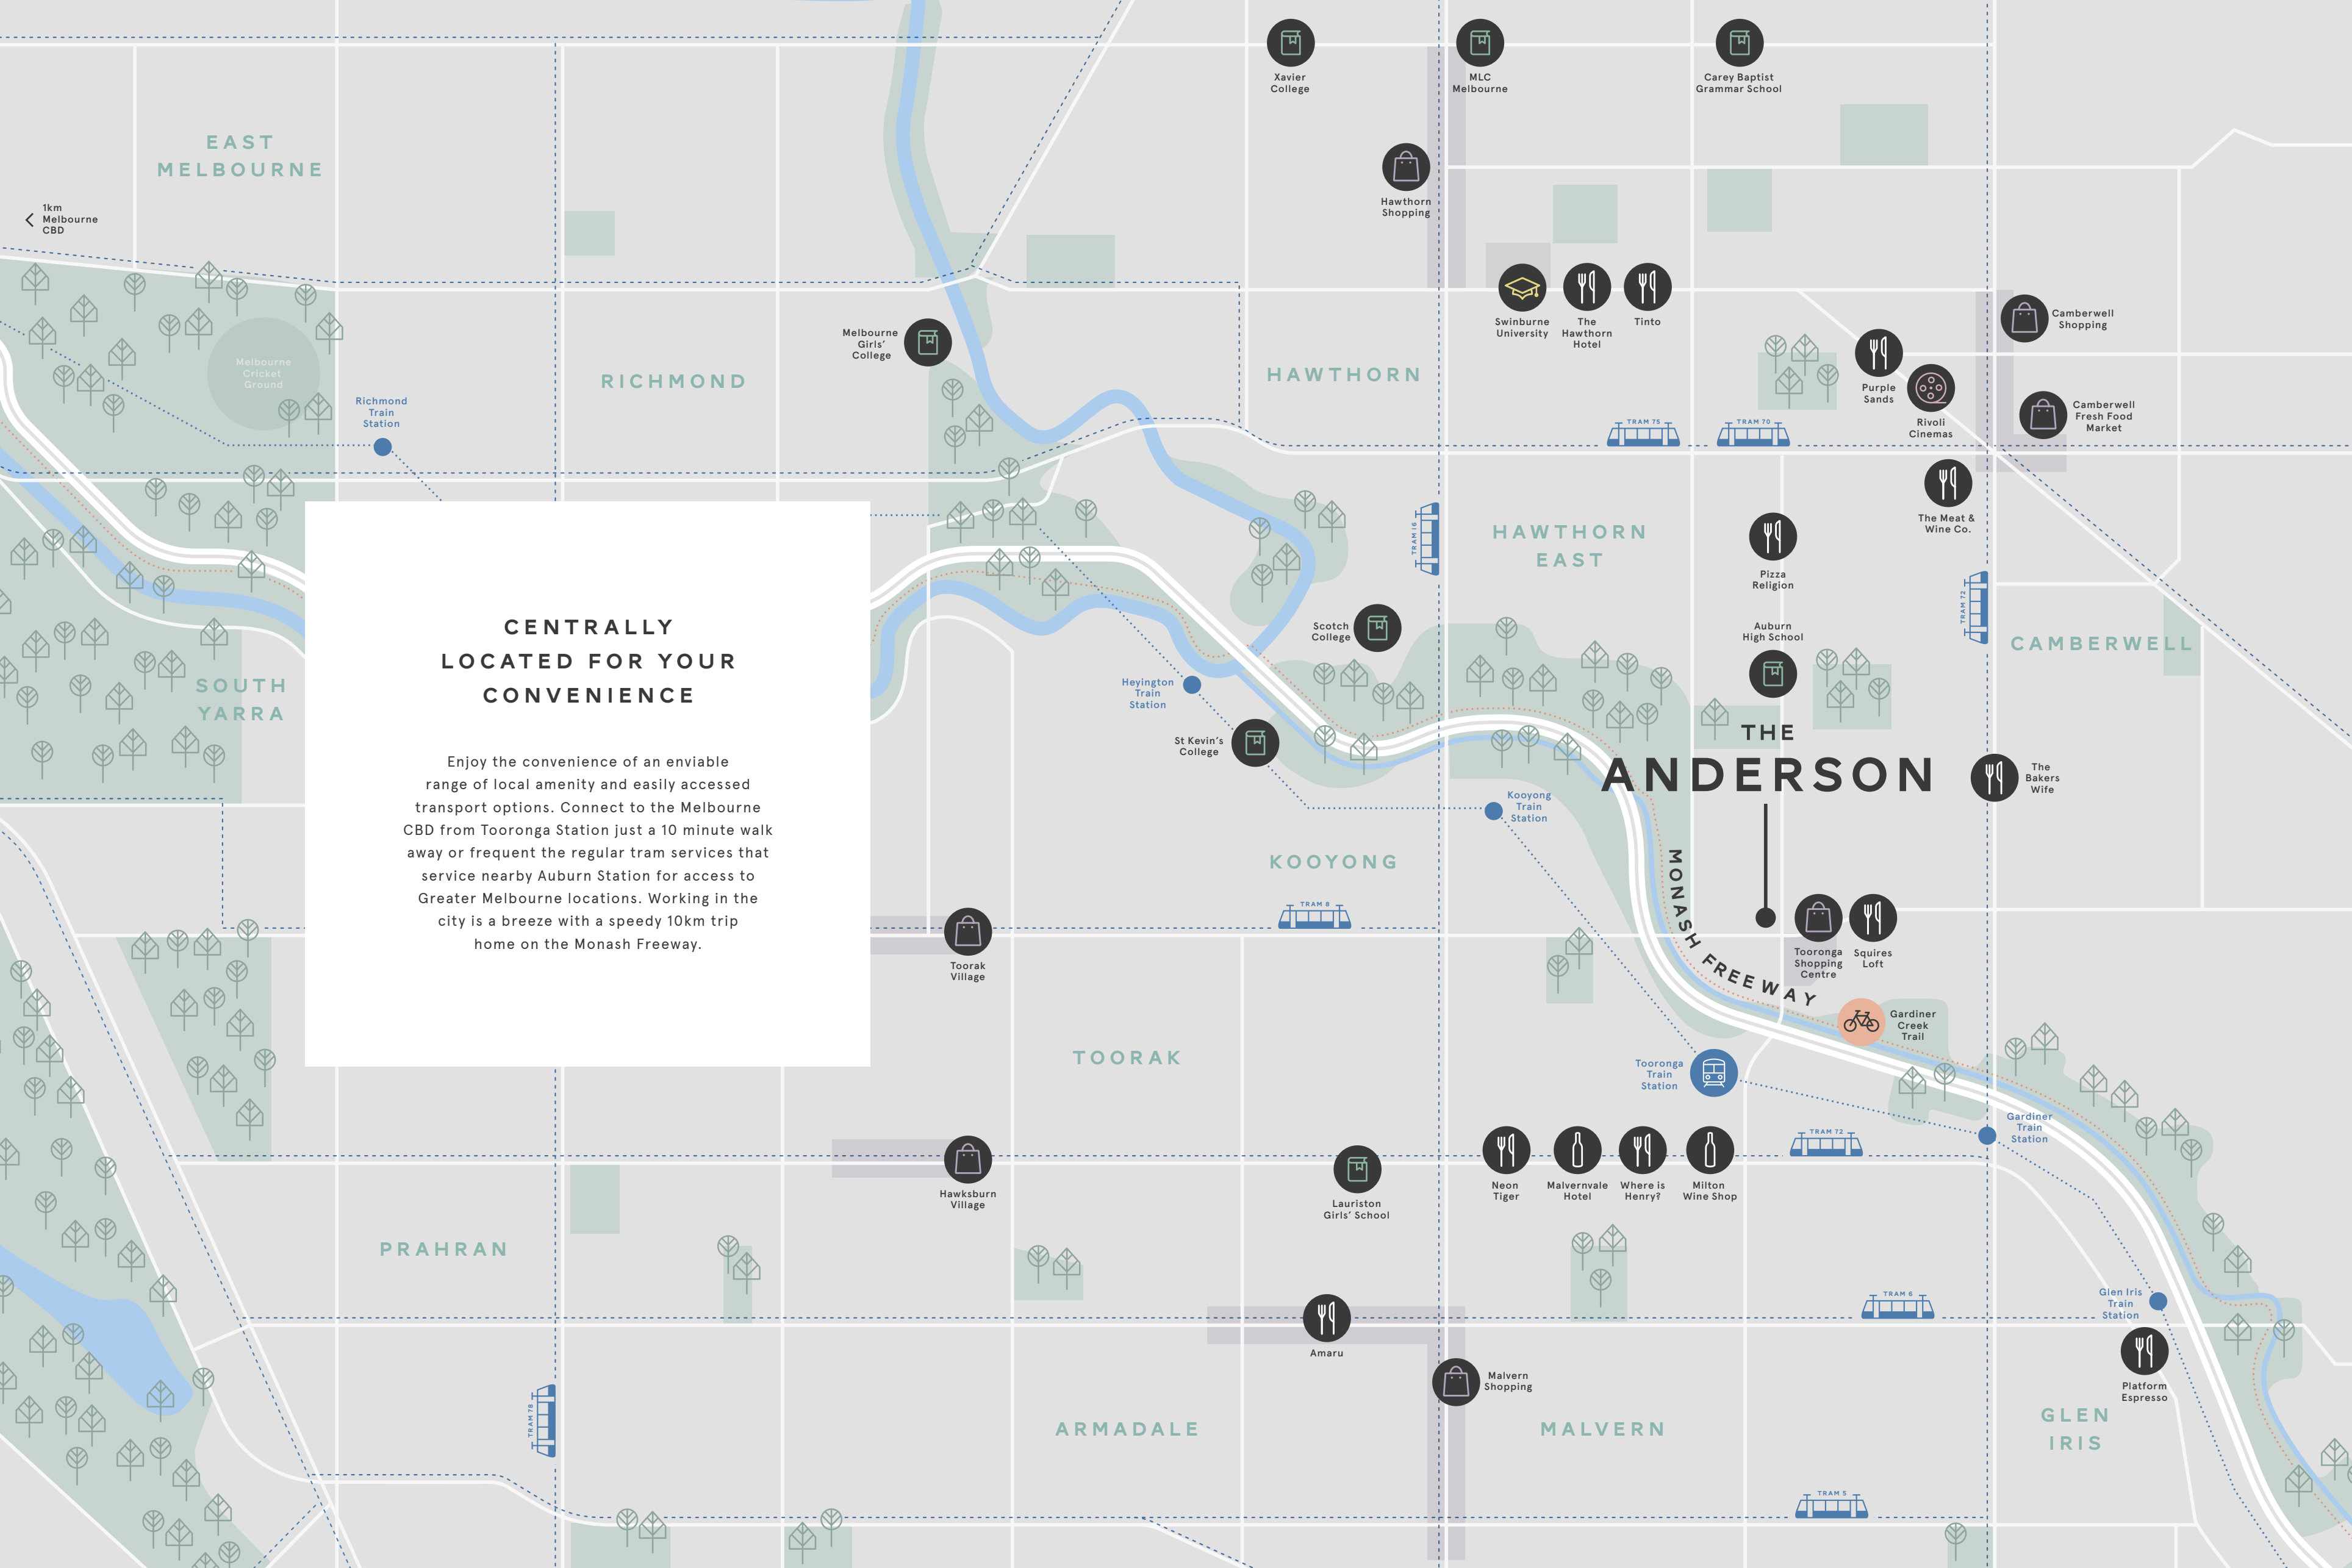 Xavier
College
MLC
Melbourne
Carey Baptist
Grammar School
EAST
MELBOURNE
1km
Melbourne
CBD
Hawthorn
Shopping
Swinburne
University
The
Hawthorn
Hotel
Tinto
Camberwell
Shopping
Melbourne
Girls’
College
Melbourne
Cricket
Ground
RICHMOND
HAWTHORN
Purple
Sands
Rivoli
Cinemas
Camberwell
Fresh Food
Market
Richmond
Train
Station
TRAM 75
TRAM 70
The Meat &
Wine Co.
TRAM 16
HAWTHORN
EAST
Pizza
Religion
TRAM 72
Scotch
College
Auburn
High School
CAMBERWELL
CENTRALLY
LOCATED FOR YOUR
CONVENIENCE
Enjoy the convenience of an enviable
range of local amenity and easily accessed
transport options. Connect to the Melbourne
CBD from Tooronga Station just a 10 minute walk
away or frequent the regular tram services that
service nearby Auburn Station for access to
Greater Melbourne locations. Working in the
city is a breeze with a speedy 10km trip
home on the Monash Freeway.
SOUTH
YARRA
Heyington
Train
Station
St Kevin’s
College
THE
ANDERSON
The
Bakers
Wife
Kooyong
Train
Station
KOOYONG
MONASH FREEWAY
TRAM 8
Toorak
Village
Tooronga
Shopping
Centre
Squires
Loft
Gardiner
Creek
Trail
TOORAK
Tooronga
Train
Station
Gardiner
Train
Station
TRAM 72
Hawksburn
Village
Lauriston
Girls’ School
Neon
Tiger
Malvernvale
Hotel
Where is
Henry?
Milton
Wine Shop
PRAHRAN
TRAM 6
Glen Iris
Train
Station
Amaru
Malvern
Shopping
Platform
Espresso
TRAM 78
ARMADALE
MALVERN
GLEN
IRIS
TRAM 5